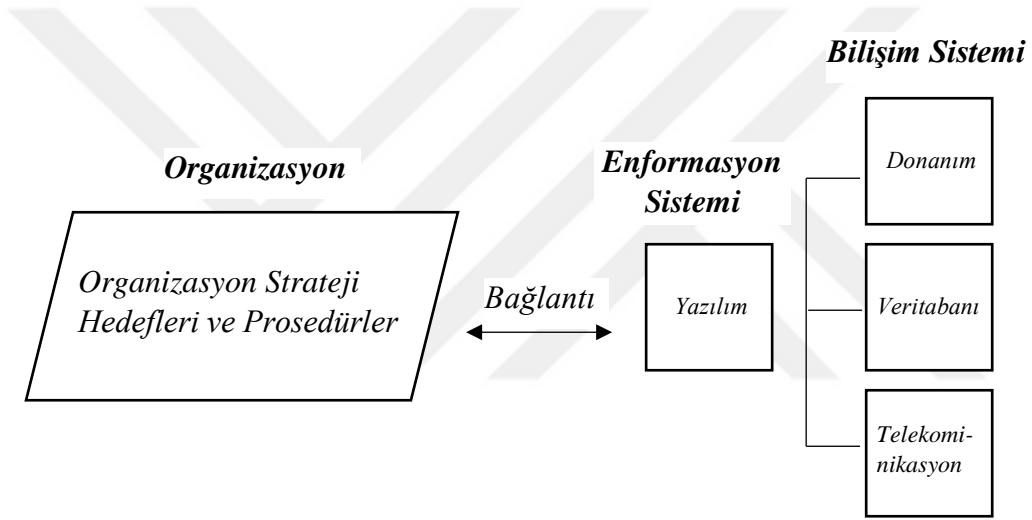 Bilişim Sistemi
Organizasyon
Organizasyon Strateji
Hedefleri ve Prosedürler
Bağlantı
Enformasyon
Sistemi
Yazılım
Donanım
Veritabanı
Telekomi-
nikasyon